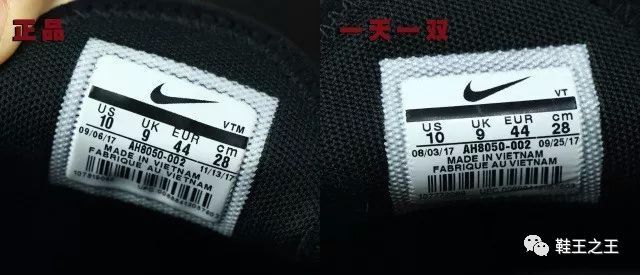 正品
VTM
US UK EUR cm
10 9 44 28
09/06/17 AH8050-002 11/13/17
MADE IN VIETNAM
FABRIQUE AU VIETNAM
一天一双
VT
US UK EUR cm
10 9 44 28
08/03/17 AH8050-002 09/25/17
MADE IN VIETNAM
FABRIQUE AU VIETNAM
鞋王之王